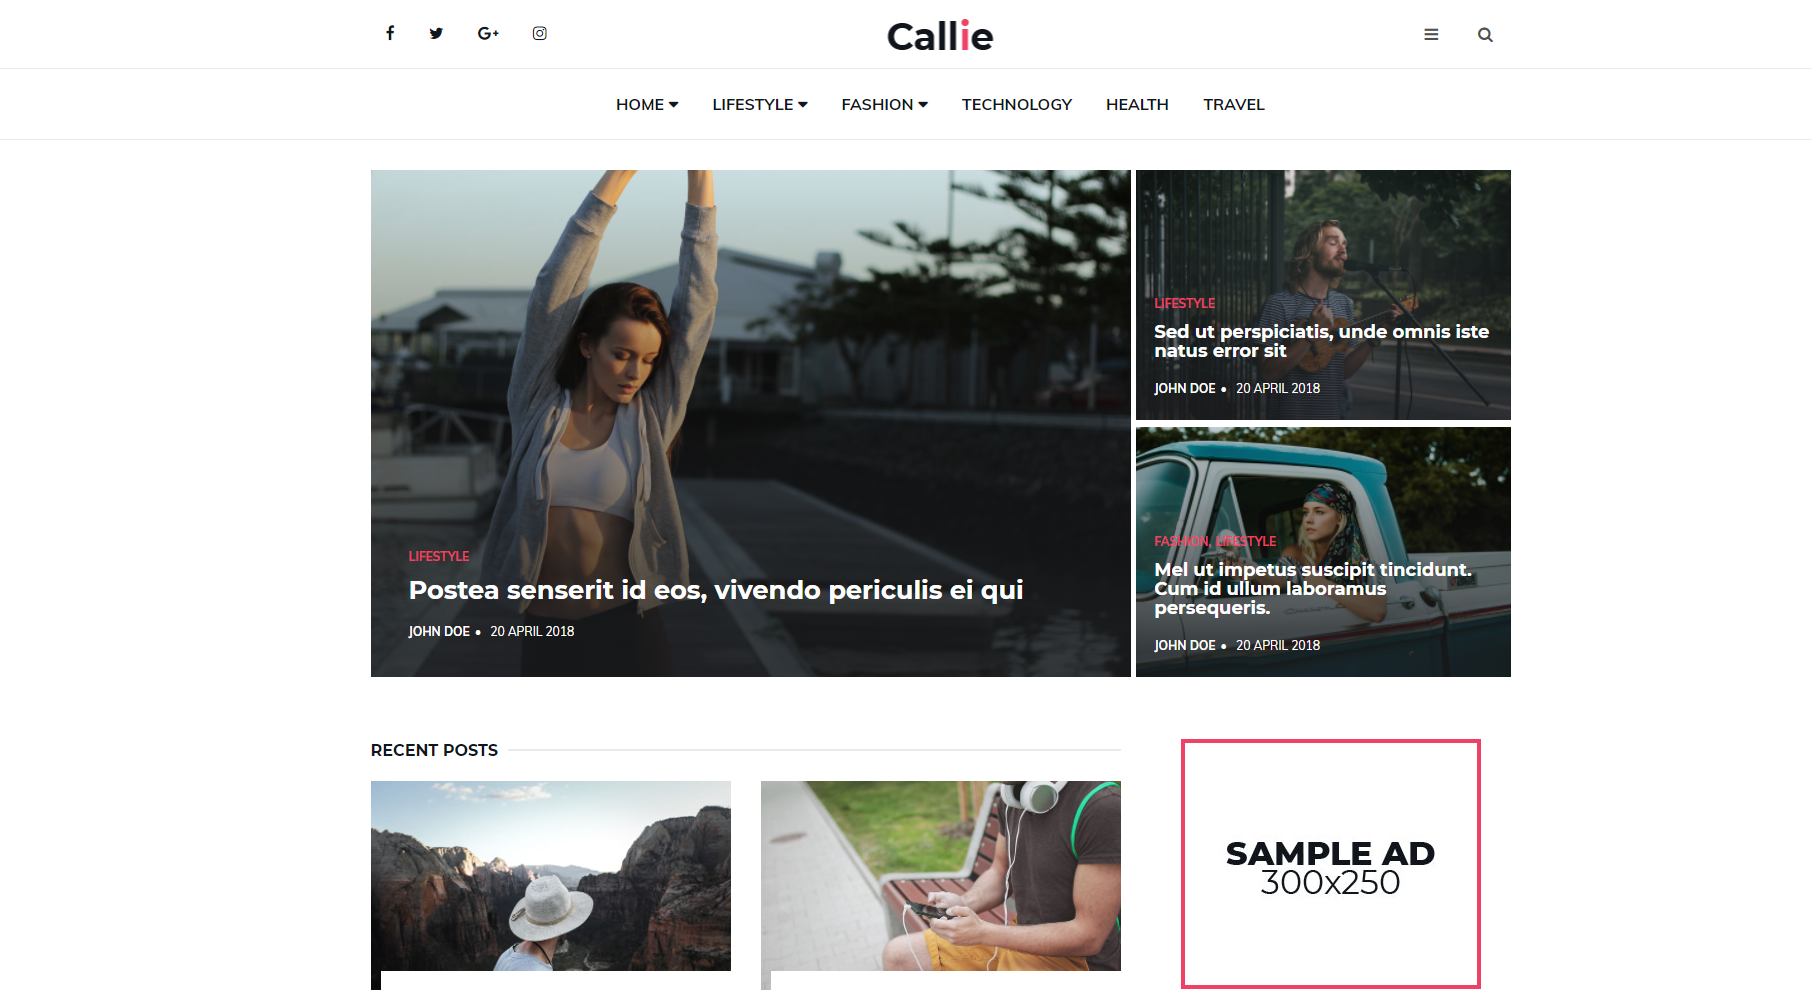 Callie
HOME
LIFESTYLE
FASHION
TECHNOLOGY
HEALTH
TRAVEL
LIFESTYLE
Postea senserit id eos, vivendo periculis ei qui
JOHN DOE • 20 APRIL 2018
LIFESTYLE
Sed ut perspiciatis, unde omnis iste
natus error sit
JOHN DOE • 20 APRIL 2018
FASHION, LIFESTYLE
Mel ut impetus suscipit tincidunt.
Cum id ullum laboramus
persequeris.
JOHN DOE • 20 APRIL 2018
RECENT POSTS
SAMPLE AD
300x250